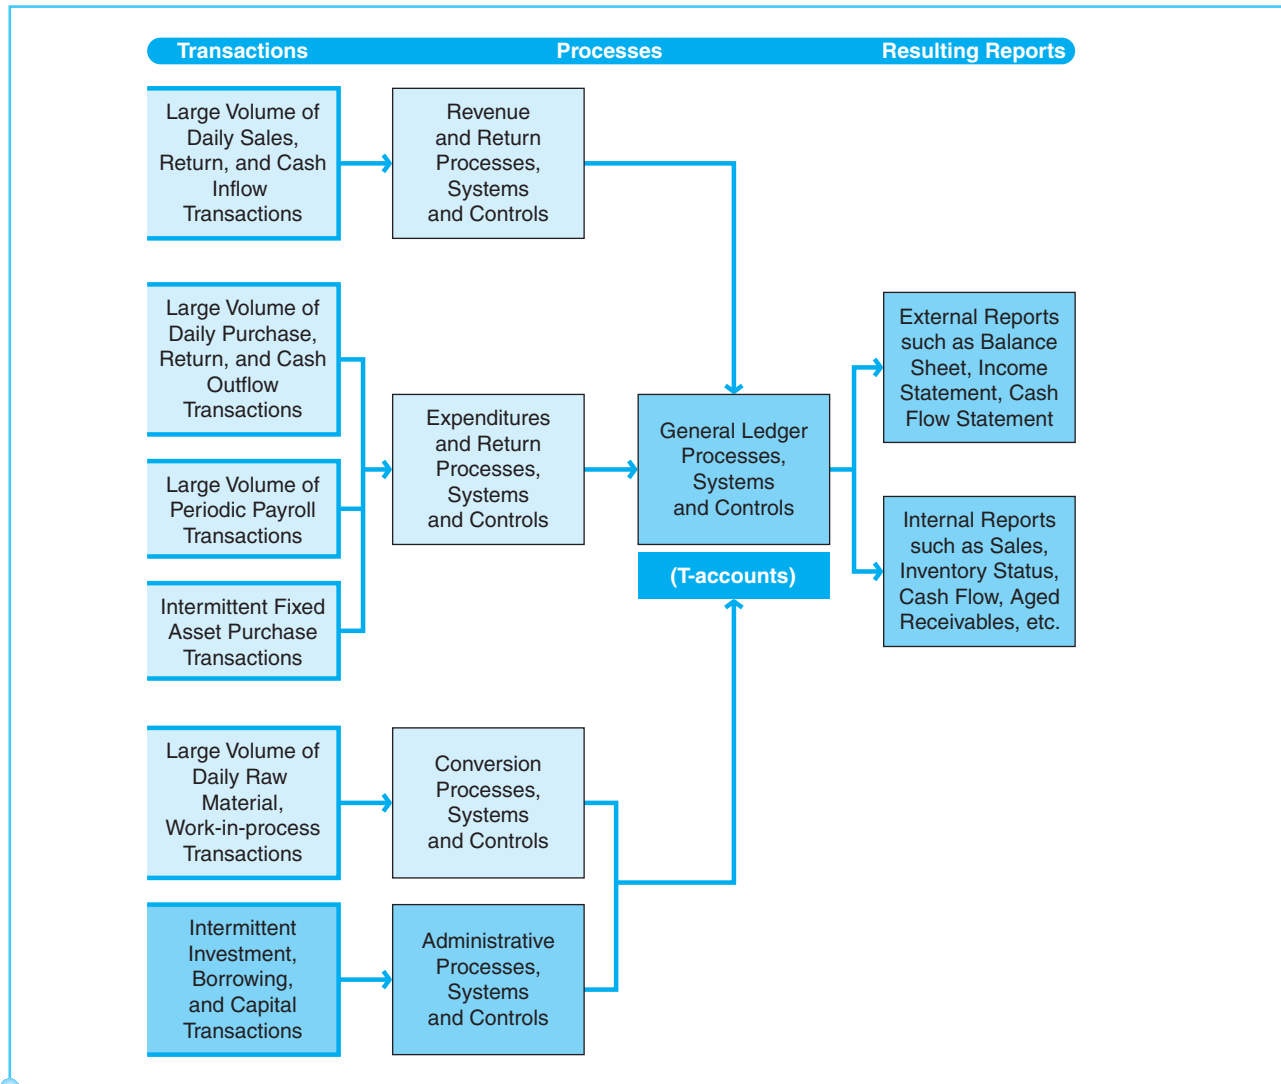 Transactions
Processes
Resulting Reports
Large Volume of
Daily Sales,
Return, and Cash
Inflow
Transactions
Revenue
and Return
Processes,
Systems
and Controls
Large Volume of
Daily Purchase,
Return, and Cash
Outflow
Transactions
Large Volume of
Periodic Payroll
Transactions
Intermittent Fixed
Asset Purchase
Transactions
Expenditures
and Return
Processes,
Systems
and Controls
General Ledger
Processes,
Systems
and Controls
(T-accounts)
External Reports
such as Balance
Sheet, Income
Statement, Cash
Flow Statement
Internal Reports
such as Sales,
Inventory Status,
Cash Flow, Aged
Receivables, etc.
Large Volume of
Daily Raw
Material,
Work-in-process
Transactions
Conversion
Processes,
Systems
and Controls
Intermittent
Investment,
Borrowing,
and Capital
Transactions
Administrative
Processes,
Systems
and Controls